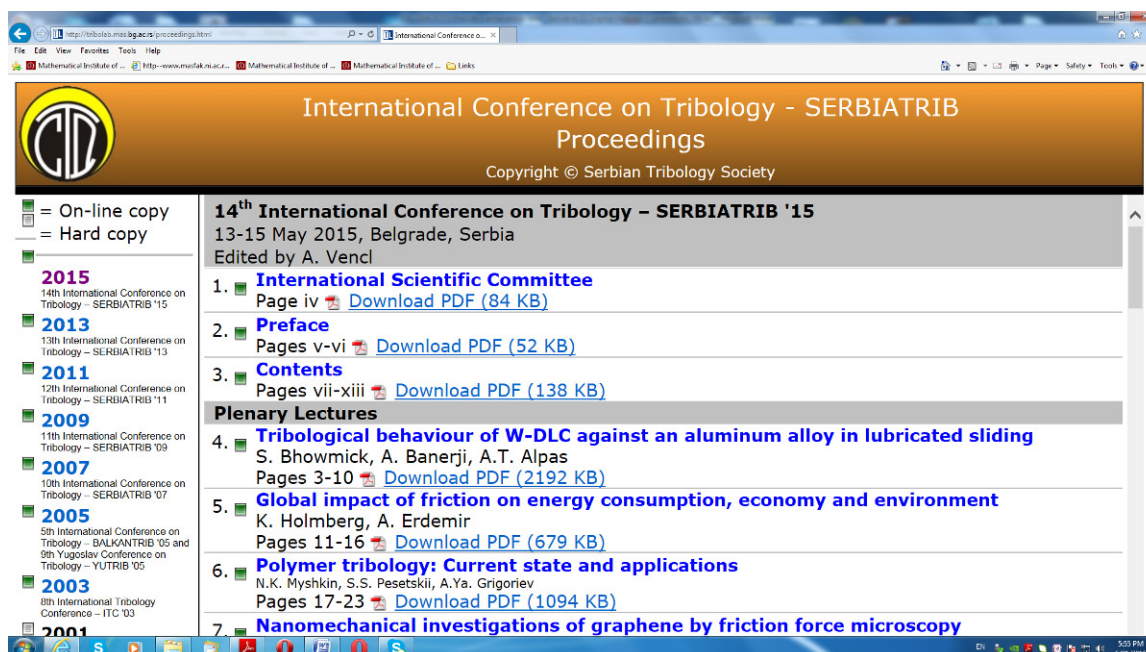 http://tribolab.mas.bg.ac.rs/proceedings.html
International Conference o...
File Edit View Favorites Tools Help
Mathematical Institute of ... http--www.masfak.ni.ac.r... Mathematical Institute of ... Mathematical Institute of ... Links
Page Safety Tools
International Conference on Tribology - SERBIATRIB
Proceedings
Copyright © Serbian Tribology Society
= On-line copy
= Hard copy
2015
14th International Conference on
Tribology – SERBIATRIB '15
2013
13th International Conference on
Tribology – SERBIATRIB '13
2011
12th International Conference on
Tribology – SERBIATRIB '11
2009
11th International Conference on
Tribology – SERBIATRIB '09
2007
10th International Conference on
Tribology – SERBIATRIB '07
2005
5th International Conference on
Tribology – BALKANTRIB '05 and
9th Yugoslav Conference on
Tribology – YUTRIB '05
2003
8th International Tribology
Conference – ITC '03
2001
14th International Conference on Tribology – SERBIATRIB '15
13-15 May 2015, Belgrade, Serbia
Edited by A. Vencl
1. International Scientific Committee
Page iv Download PDF (84 KB)
2. Preface
Pages v-vi Download PDF (52 KB)
3. Contents
Pages vii-xiii Download PDF (138 KB)
Plenary Lectures
4. Tribological behaviour of W-DLC against an aluminum alloy in lubricated sliding
S. Bhowmick, A. Banerji, A.T. Alpas
Pages 3-10 Download PDF (2192 KB)
5. Global impact of friction on energy consumption, economy and environment
K. Holmberg, A. Erdemir
Pages 11-16 Download PDF (679 KB)
6. Polymer tribology: Current state and applications
N.K. Myshkin, S.S. Pesetskii, A.Ya. Grigoriev
Pages 17-23 Download PDF (1094 KB)
7. Nanomechanical investigations of graphene by friction force microscopy
EN 5:55 PM